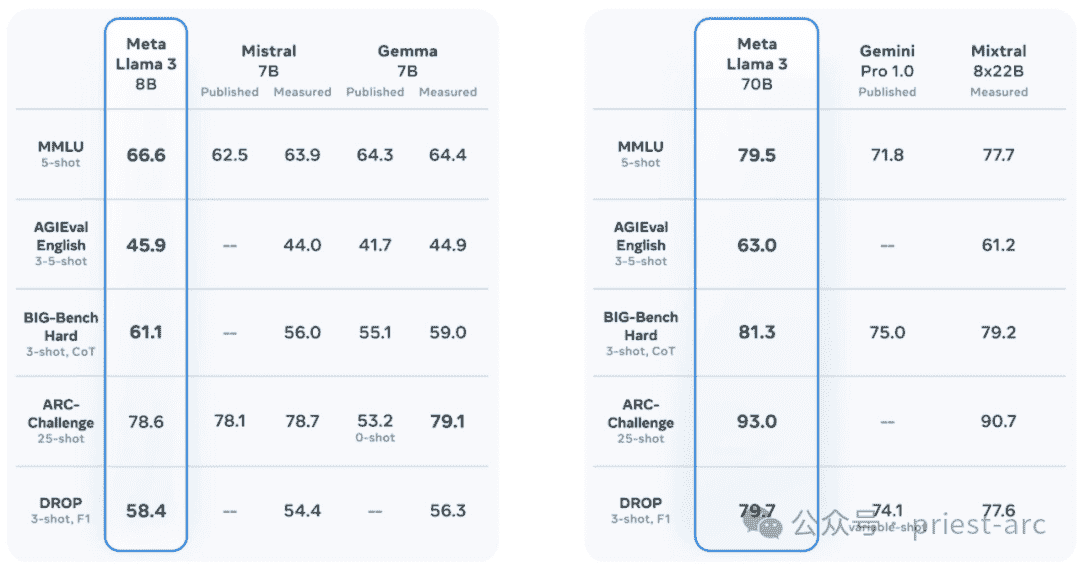 Meta
Llama 3
8B
Mistral
7B
Gemma
7B
Published Measured Published Measured
MMLU
5-shot
66.6 62.5 63.9 64.3 64.4
AGIEval
English
3-5-shot
45.9 -- 44.0 41.7 44.9
BIG-Bench
Hard
3-shot, CoT
61.1 -- 56.0 55.1 59.0
ARC-
Challenge
25-shot
78.6 78.1 78.7 53.2 79.1
0-shot
DROP
3-shot, F1
58.4 -- 54.4 -- 56.3
Meta
Llama 3
70B
Gemini
Pro 1.0
Published
Mixtral
8x22B
Measured
MMLU
5-shot
79.5 71.8 77.7
AGIEval
English
3-5-shot
63.0 -- 61.2
BIG-Bench
Hard
3-shot, CoT
81.3 75.0 79.2
ARC-
Challenge
25-shot
93.0 -- 90.7
DROP
3-shot, F1
79.7 74.1 77.6
variable-shot
公众号 · priest-arc